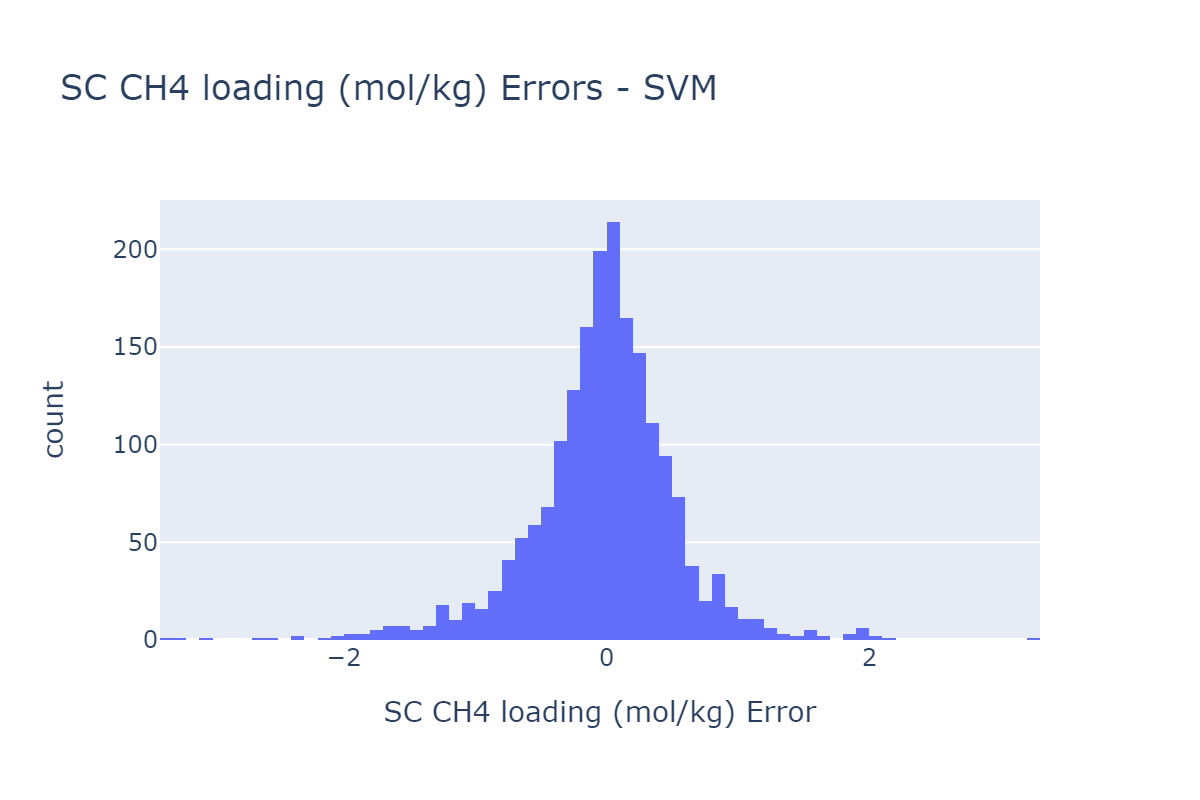 SC CH4 loading (mol/kg) Errors - SVM
200
150
100
50
0
count
−2 0 2
SC CH4 loading (mol/kg) Error